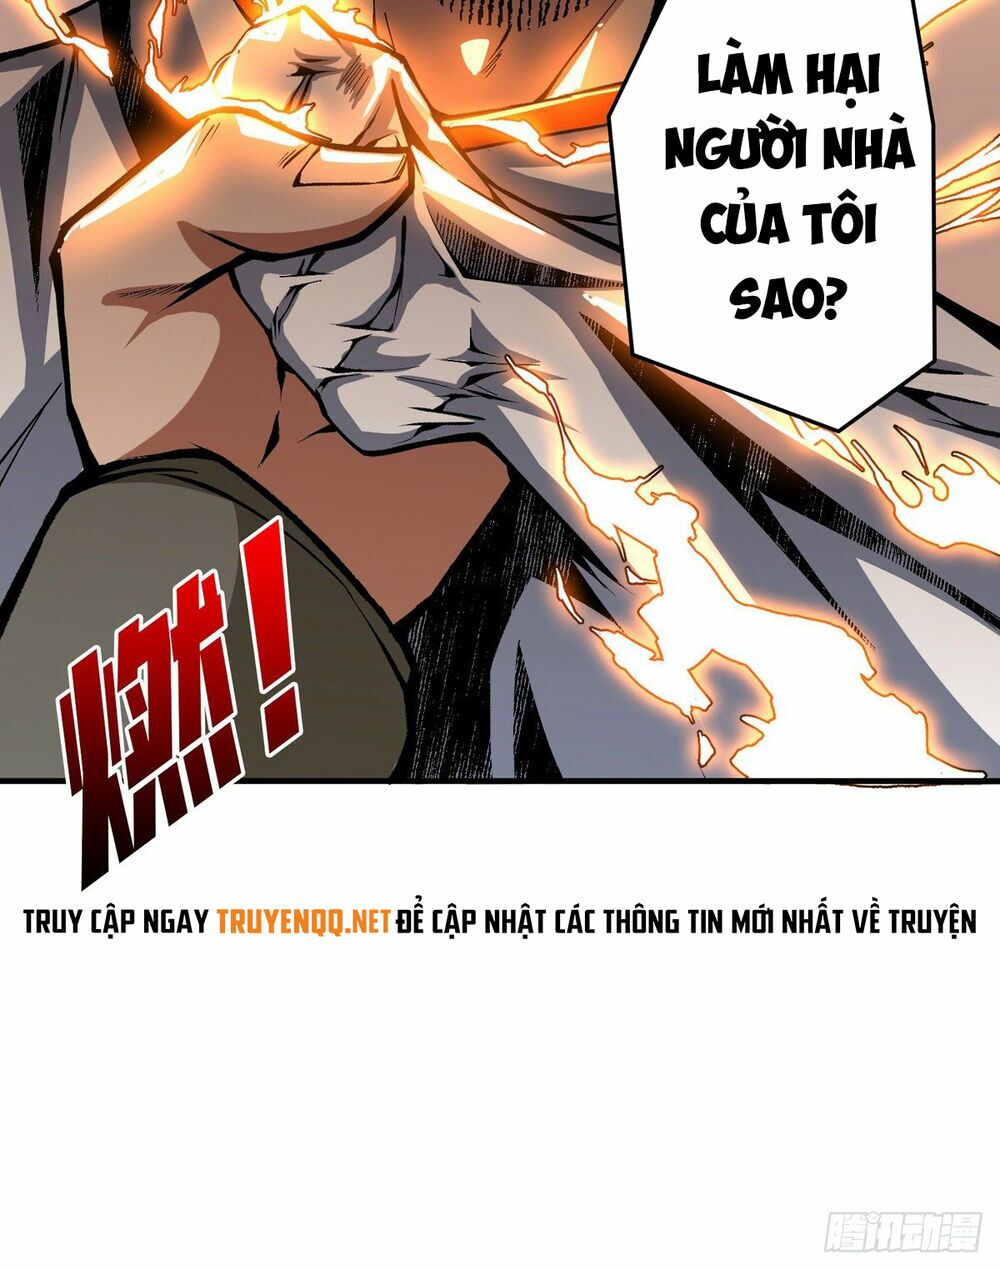 LÀM HẠI
NGƯỜI NHÀ
CỦA TÔI
SAO?
燃!
TRUY CẬP NGAY TRUYENQQ.NET ĐỂ CẬP NHẬT CÁC THÔNG TIN MỚI NHẤT VỀ TRUYỆN
腾讯动漫